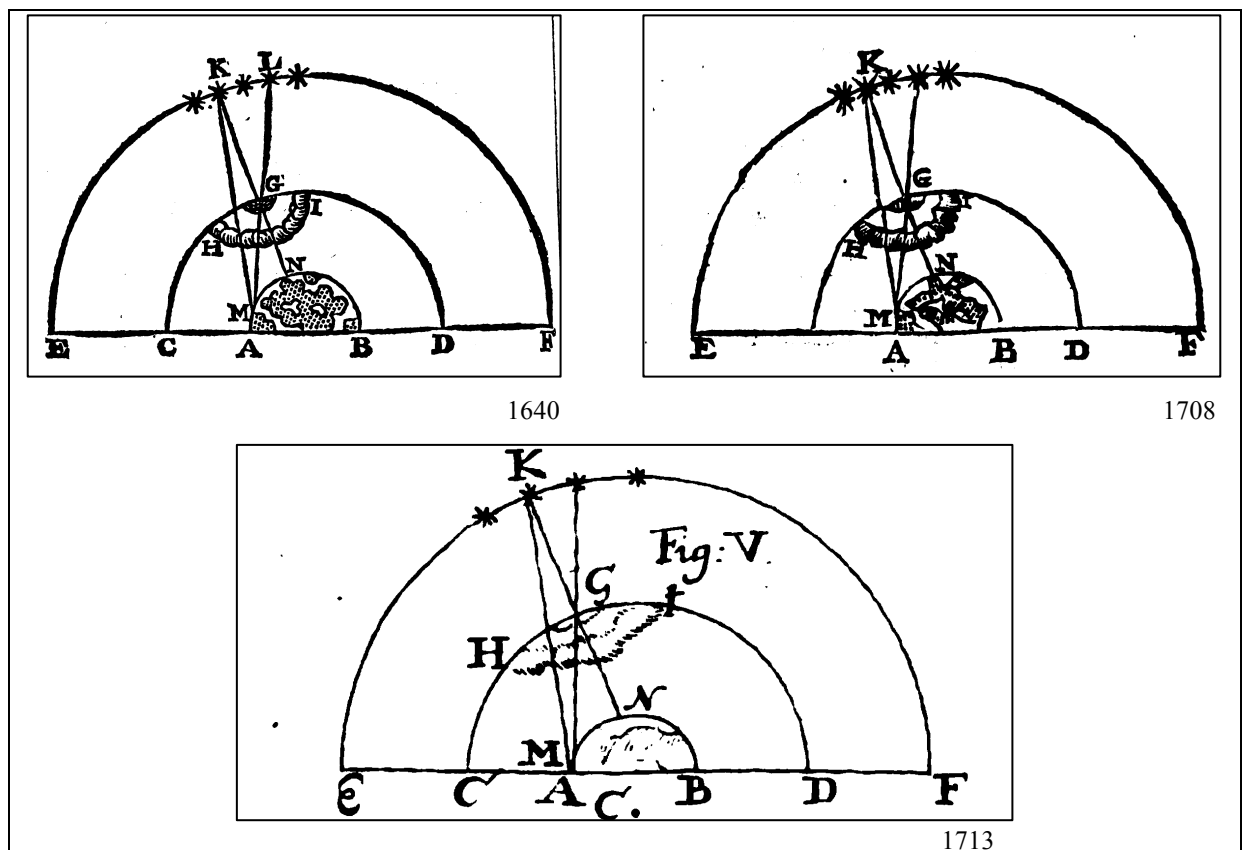 K L
G
I
H
N
M
E C A B D F
1640
K
G
I
H
N
M
E A B D F
1708
K
Fig: V.
G I
H
N
M
E C A C. B D F
1713